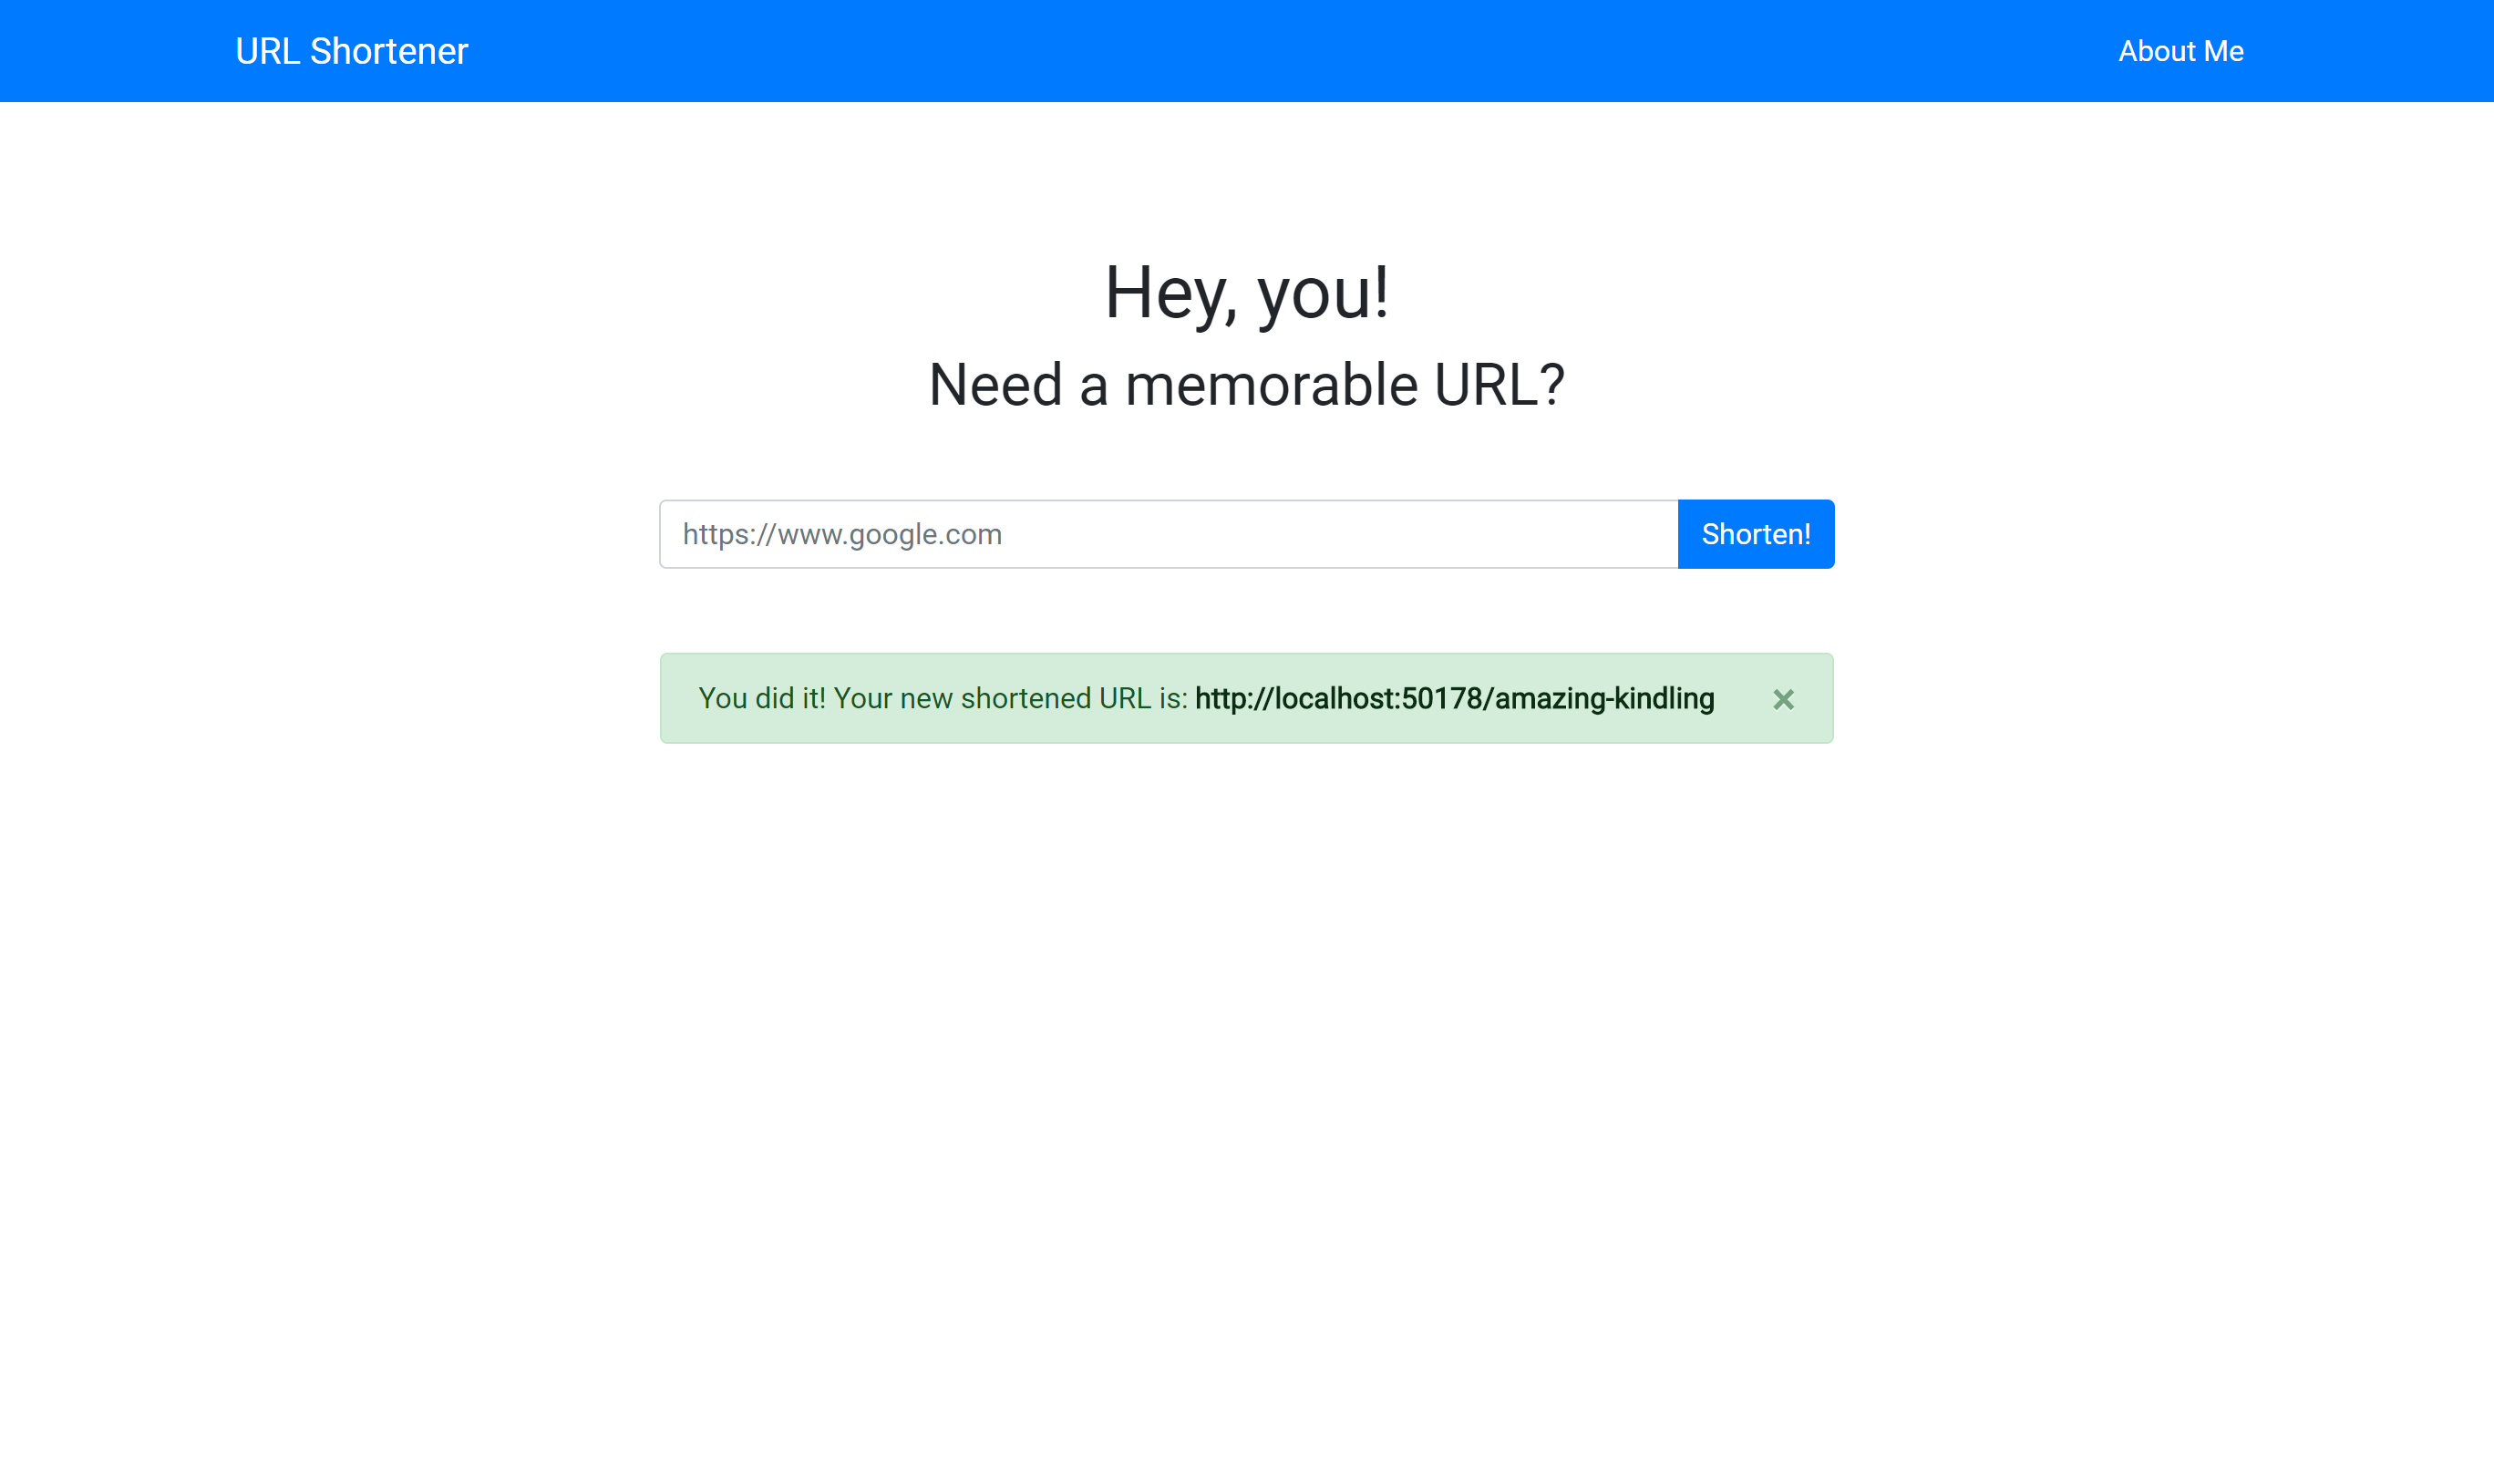 URL Shortener
About Me
Hey, you!
Need a memorable URL?
https://www.google.com
Shorten!
You did it! Your new shortened URL is: http://localhost:50178/amazing-kindling ×